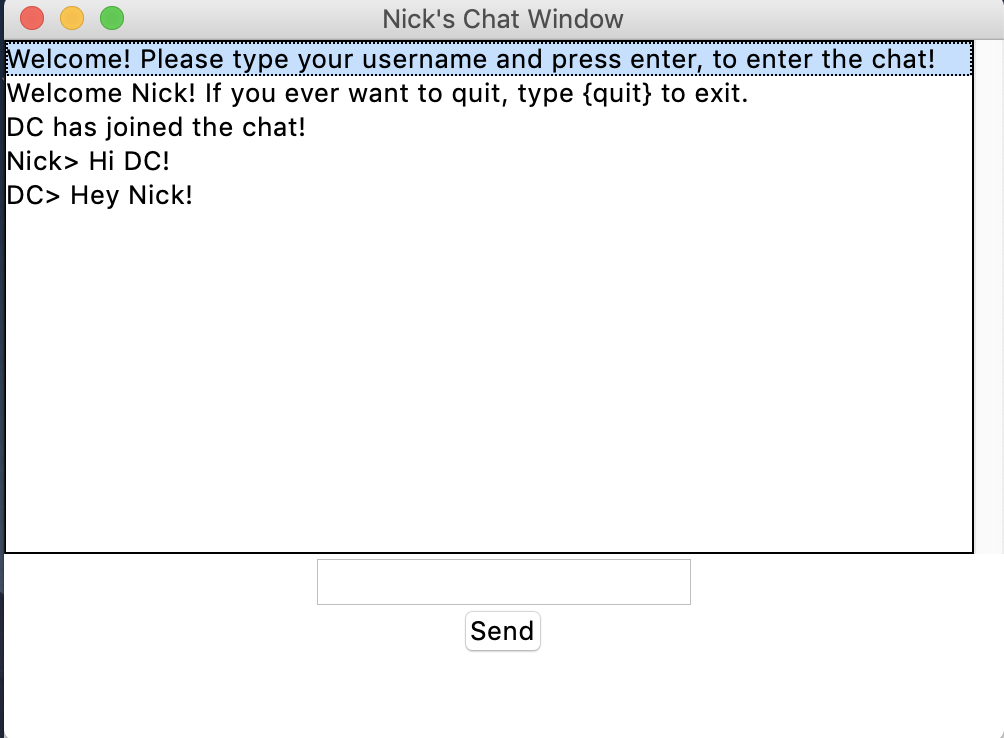 Nick's Chat Window
Welcome! Please type your username and press enter, to enter the chat!
Welcome Nick! If you ever want to quit, type {quit} to exit.
DC has joined the chat!
Nick> Hi DC!
DC> Hey Nick!
Send